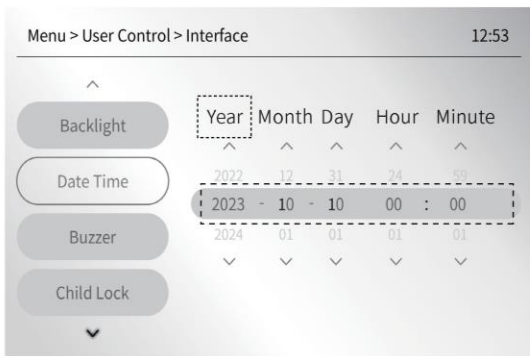 Menu > User Control > Interface 12:53
Backlight
Date Time
Buzzer
Child Lock
Year Month Day Hour Minute
2022 12 31 24 59
2023 - 10 - 10 00 : 00
2024 01 01 01 01